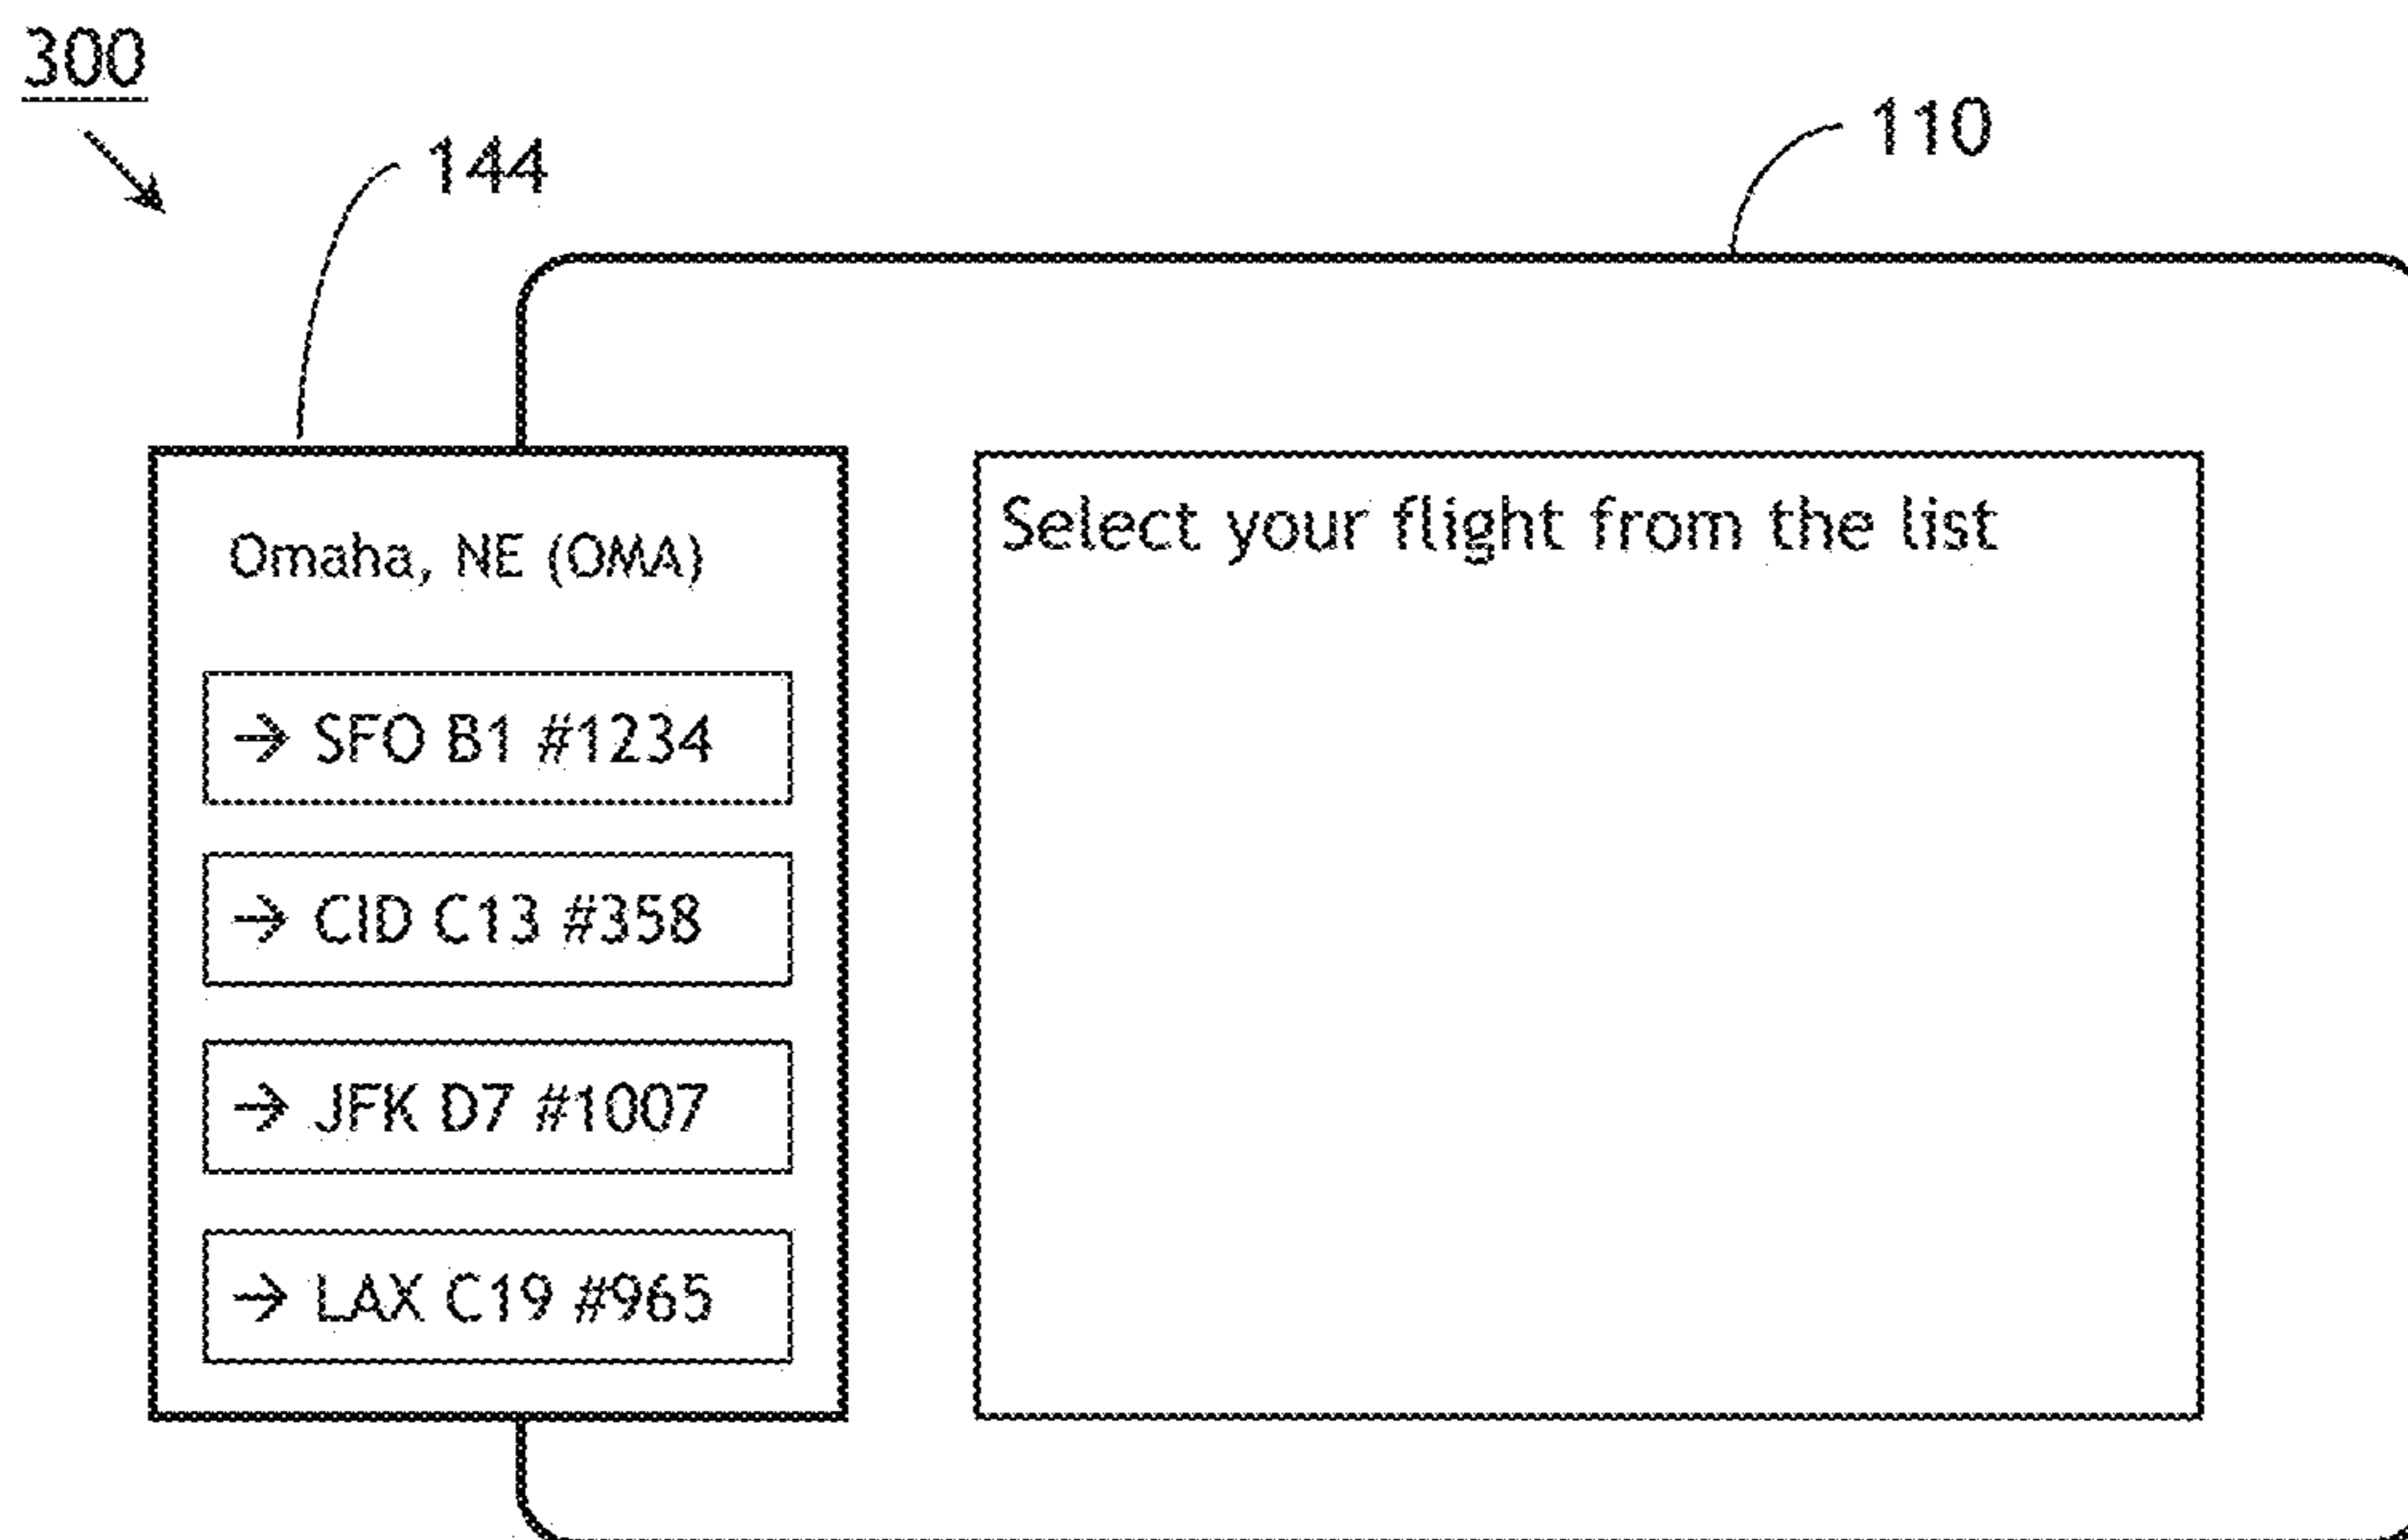 300
144
110
Omaha, NE (OMA)
→ SFO B1 #1234
→ CID C13 #358
→ JFK D7 #1007
→ LAX C19 #965
Select your flight from the list